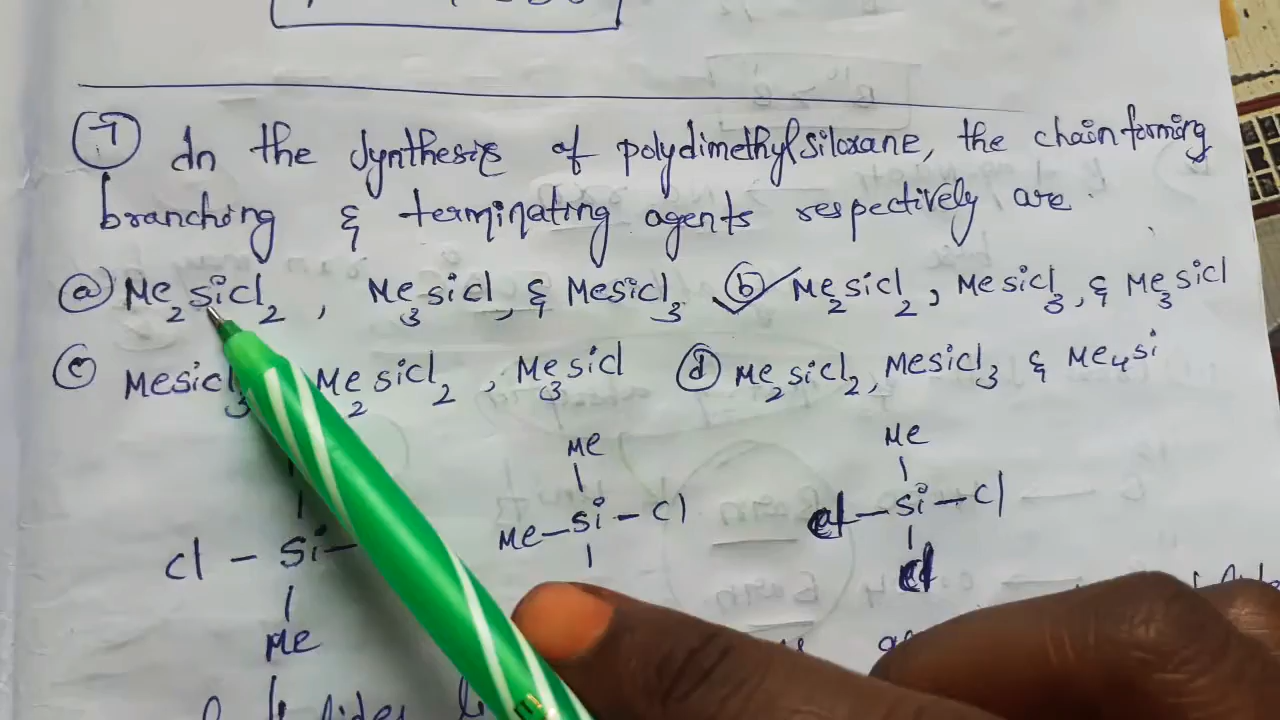 7 In the synthesis of polydimethylsiloxane, the chain forming
branching & terminating agents respectively are
(a) Me2SiCl2, Me3SiCl, & MeSiCl3 (b) Me2SiCl2, MeSiCl3, & Me3SiCl
(c) MeSiCl3 Me2SiCl2, Me3SiCl (d) Me2SiCl2, MeSiCl3 & Me4Si
Me Me
Me-Si-Cl Cl-Si-Cl
Cl-Si- Cl
Me